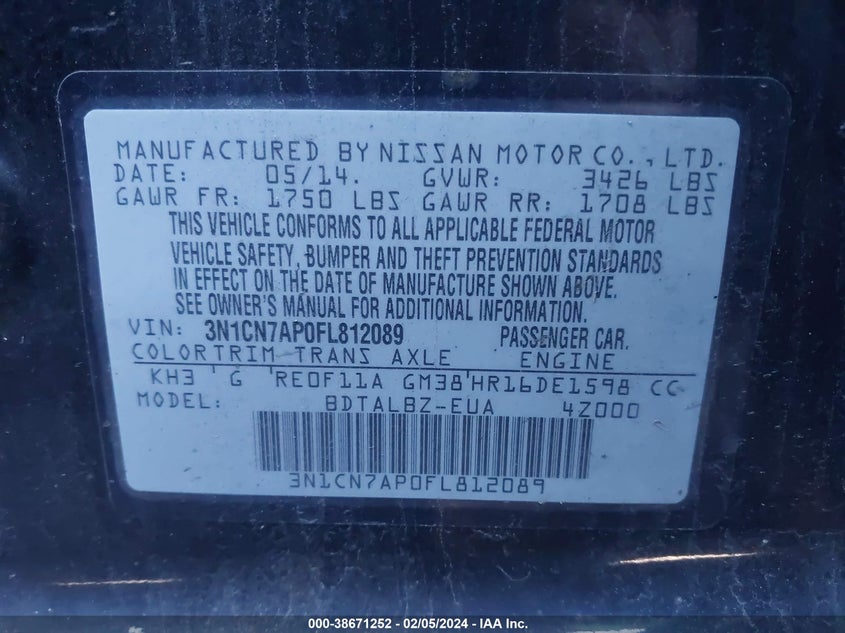 MANUFACTURED BY NISSAN MOTOR CO., LTD.
DATE: 05/14. GVWR: 3426 LBS
GAWR FR: 1750 LBS GAWR RR: 1708 LBS
THIS VEHICLE CONFORMS TO ALL APPLICABLE FEDERAL MOTOR
VEHICLE SAFETY, BUMPER AND THEFT PREVENTION STANDARDS
IN EFFECT ON THE DATE OF MANUFACTURE SHOWN ABOVE.
SEE OWNER'S MANUAL FOR ADDITIONAL INFORMATION.
VIN: 3N1CN7AP0FL812089 PASSENGER CAR.
COLORTRIM TRANS AXLE ENGINE
KH3 ' G 'RE0F11A GM38'HR16DE1598 CC
MODEL: BDTALBZ-EUA 4Z000
3N1CN7AP0FL812089
000-38671252 - 02/05/2024 - IAA Inc.